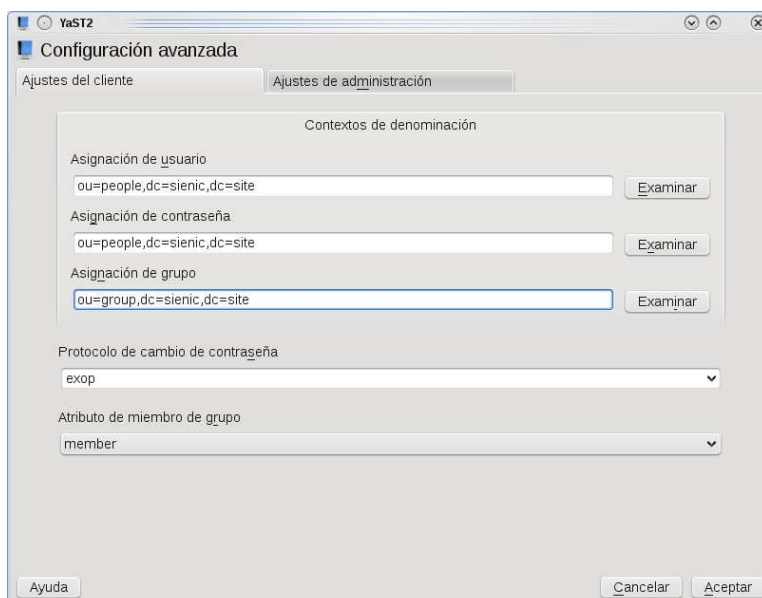 YaST2
Configuración avanzada
Ajustes del cliente
Ajustes de administración
Contextos de denominación
Asignación de usuario
ou=people,dc=sienic,dc=site
Examinar
Asignación de contraseña
ou=people,dc=sienic,dc=site
Examinar
Asignación de grupo
ou=group,dc=sienic,dc=site
Examinar
Protocolo de cambio de contraseña
exop
Atributo de miembro de grupo
member
Ayuda
Cancelar
Aceptar